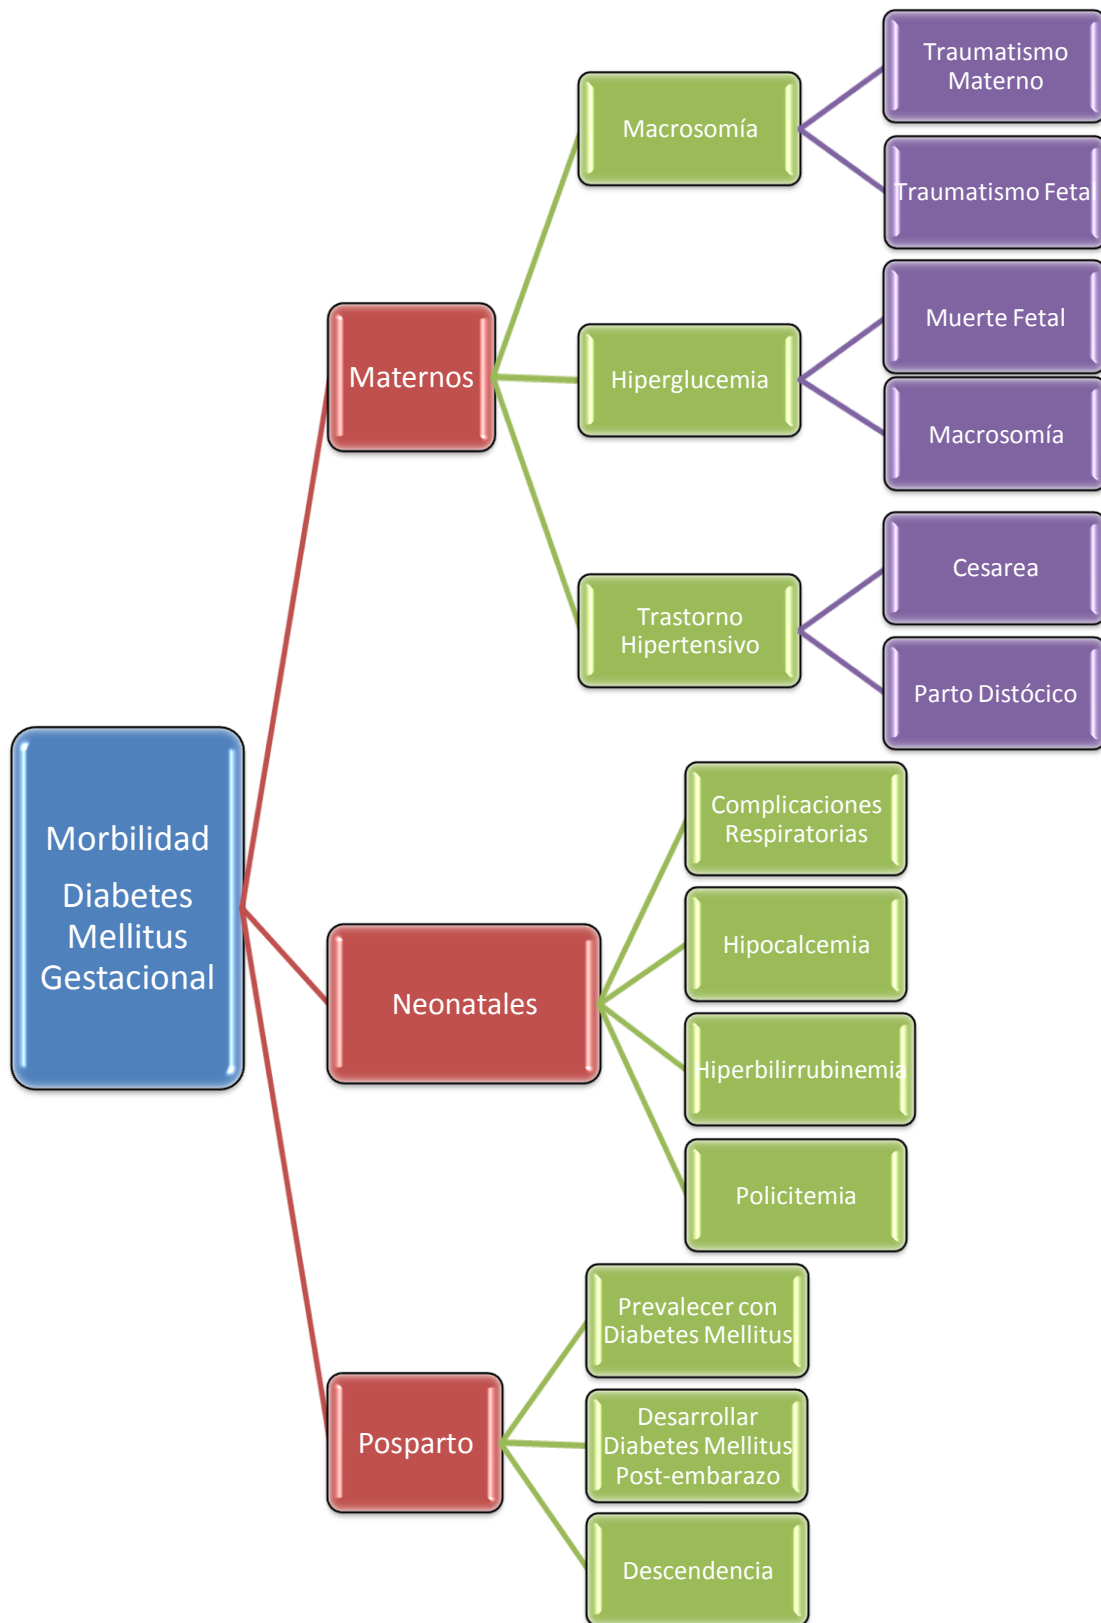 Traumatismo
Materno
Macrosomía
Traumatismo Fetal
Muerte Fetal
Maternos
Hiperglucemia
Macrosomía
Cesarea
Trastorno
Hipertensivo
Parto Distócico
Morbilidad
Diabetes
Mellitus
Gestacional
Complicaciones
Respiratorias
Hipocalcemia
Neonatales
Hiperbilirrubinemia
Policitemia
Prevalecer con
Diabetes Mellitus
Posparto
Desarrollar
Diabetes Mellitus
Post-embarazo
Descendencia